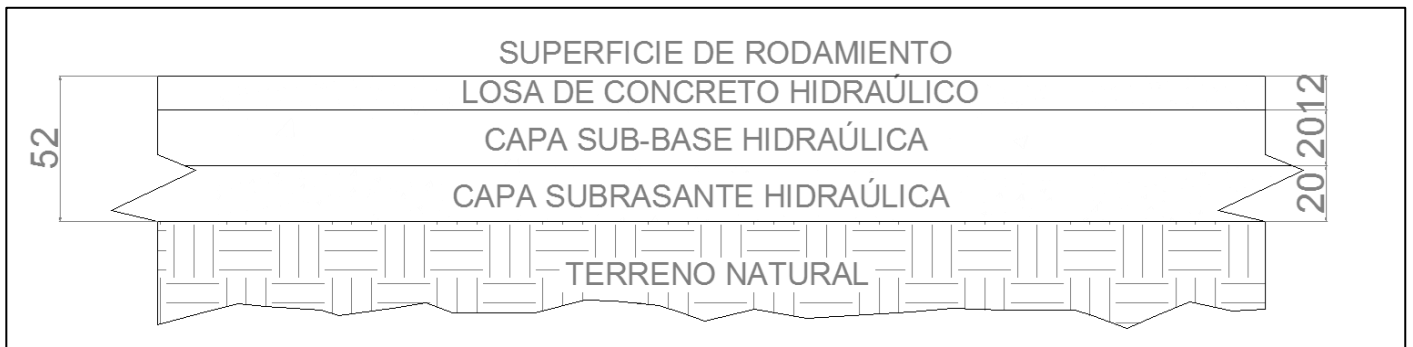 SUPERFICIE DE RODAMIENTO
LOSA DE CONCRETO HIDRAÚLICO
12
CAPA SUB-BASE HIDRAÚLICA
20
52
CAPA SUBRASANTE HIDRAÚLICA
20
TERRENO NATURAL